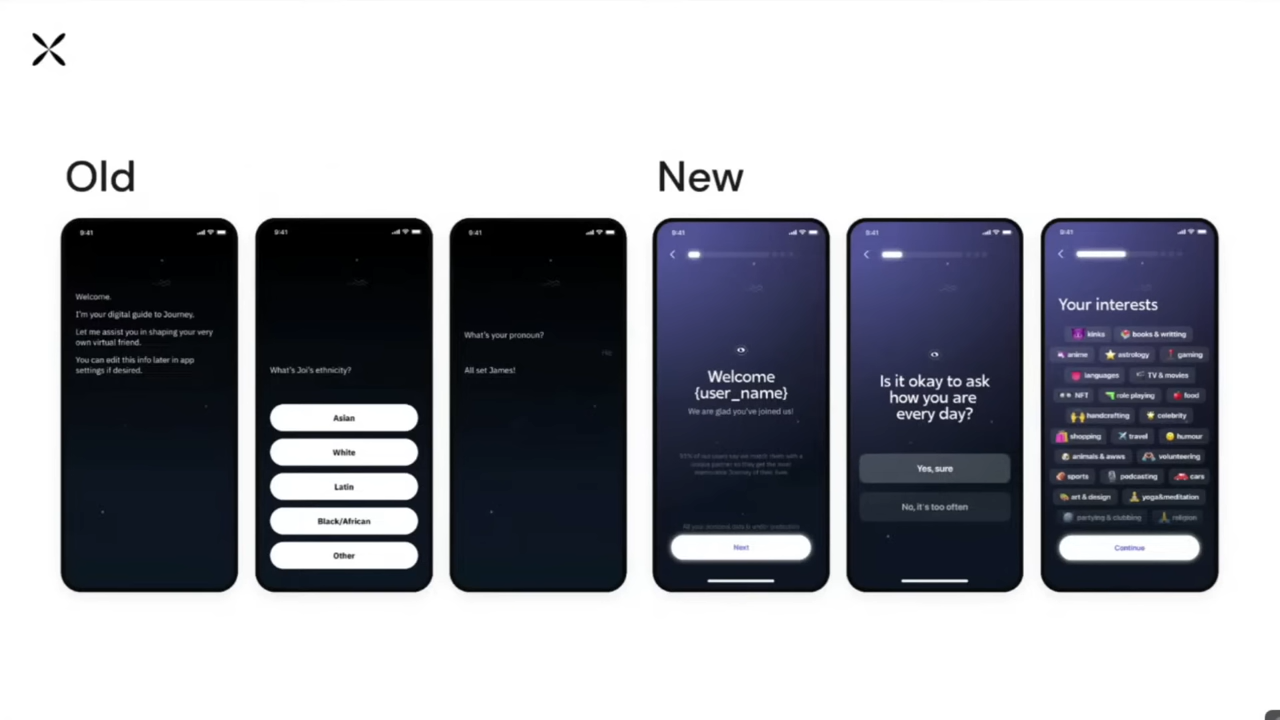 Old
New
9:41
Welcome.
I'm your digital guide to Journey.
Let me assist you in shaping your very
own virtual friend.
You can edit this info later in app
settings if desired.
9:41
What's Joi's ethnicity?
Asian
White
Latin
Black/African
Other
9:41
What's your pronoun?
All set James!
9:41
Welcome
{user_name}
We are glad you've joined us!
Next
9:41
Is it okay to ask
how you are
every day?
Yes, sure
No, it's too often
9:41
Your interests
kinks books & writting
anime astrology gaming
languages TV & movies
NFT role playing food
handcrafting celebrity
shopping travel humour
animals & awws volunteering
sports podcasting cars
art & design yoga&meditation
partying & clubbing religion
Continue